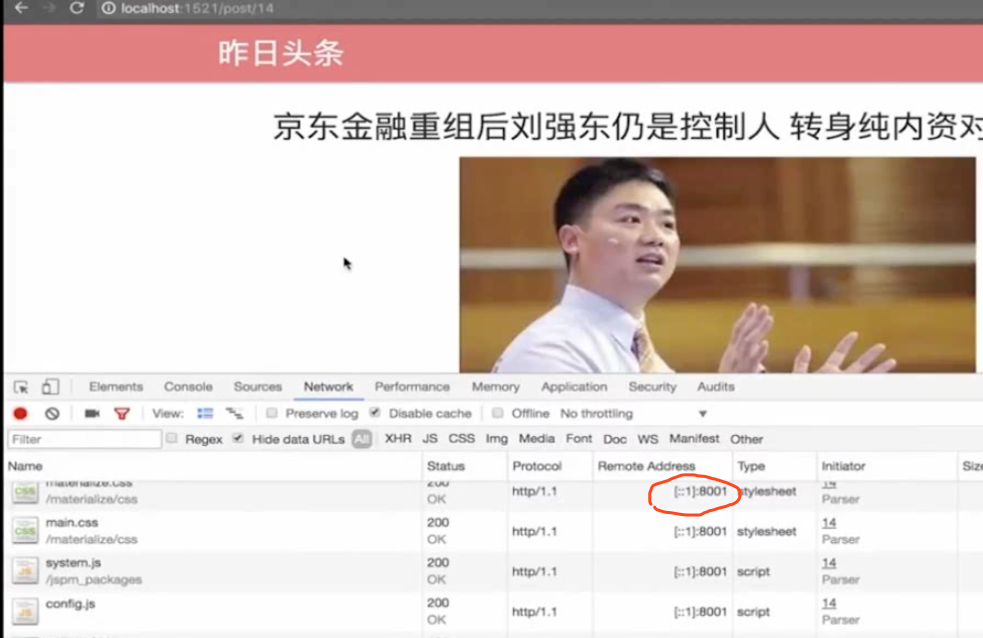 localhost:1521/post/14
昨日头条
京东金融重组后刘强东仍是控制人 转身纯内资对
Elements Console Sources Network Performance Memory Application Security Audits
View: Preserve log Disable cache Offline No throttling
Filter Regex Hide data URLs All XHR JS CSS Img Media Font Doc WS Manifest Other
Name Status Protocol Remote Address Type Initiator Size
materialize.css 200 http/1.1 [::1]:8001 stylesheet 14
/materialize/css OK Parser
main.css 200 http/1.1 [::1]:8001 stylesheet 14
/materialize/css OK Parser
system.js 200 http/1.1 [::1]:8001 script 14
/jspm_packages OK Parser
config.js 200 http/1.1 [::1]:8001 script 14
OK Parser